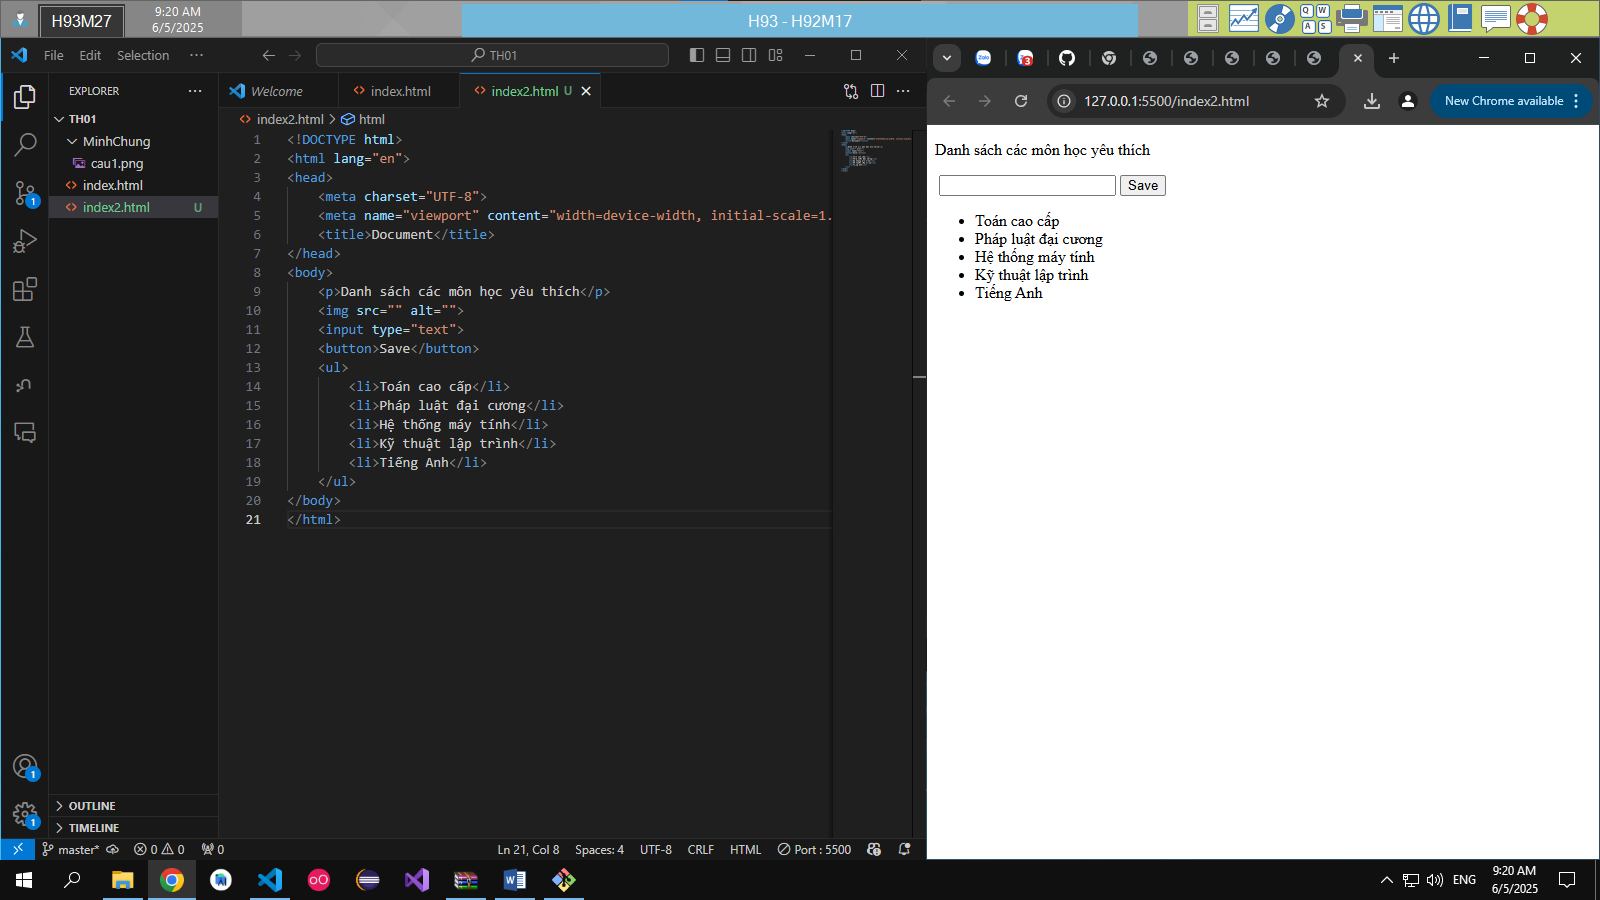 H93M27
9:20 AM
6/5/2025
H93 - H92M17
Q W
A S
File Edit Selection ···
TH01
EXPLORER
TH01
MinhChung
cau1.png
index.html
index2.html U
OUTLINE
TIMELINE
Welcome
index.html
index2.html U
index2.html > html
1 <!DOCTYPE html>
2 <html lang="en">
3 <head>
4 <meta charset="UTF-8">
5 <meta name="viewport" content="width=device-width, initial-scale=1.
6 <title>Document</title>
7 </head>
8 <body>
9 <p>Danh sách các môn học yêu thích</p>
10 <img src="" alt="">
11 <input type="text">
12 <button>Save</button>
13 <ul>
14 <li>Toán cao cấp</li>
15 <li>Pháp luật đại cương</li>
16 <li>Hệ thống máy tính</li>
17 <li>Kỹ thuật lập trình</li>
18 <li>Tiếng Anh</li>
19 </ul>
20 </body>
21 </html>
1
1
1
master* 0 0 0
Ln 21, Col 8 Spaces: 4 UTF-8 CRLF HTML Port : 5500
Zalo
3
127.0.0.1:5500/index2.html
New Chrome available
Danh sách các môn học yêu thích
Save
Toán cao cấp
Pháp luật đại cương
Hệ thống máy tính
Kỹ thuật lập trình
Tiếng Anh
ENG
9:20 AM
6/5/2025